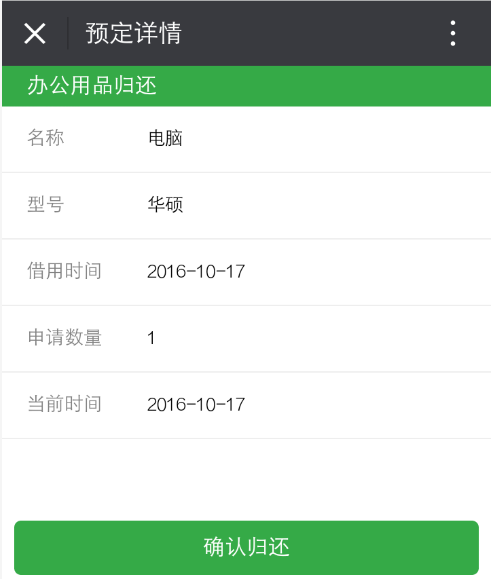 预定详情
办公用品归还
名称 电脑
型号 华硕
借用时间 2016-10-17
申请数量 1
当前时间 2016-10-17
确认归还